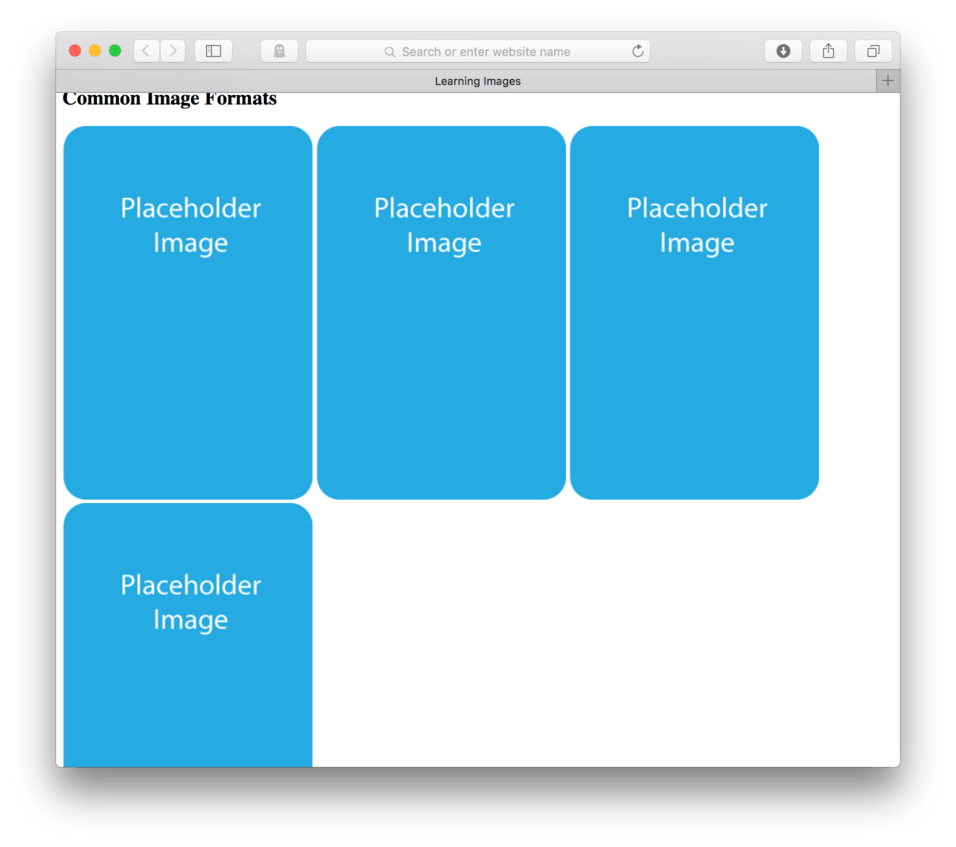 Search or enter website name
Learning Images
Common Image Formats
Placeholder
Image
Placeholder
Image
Placeholder
Image
Placeholder
Image